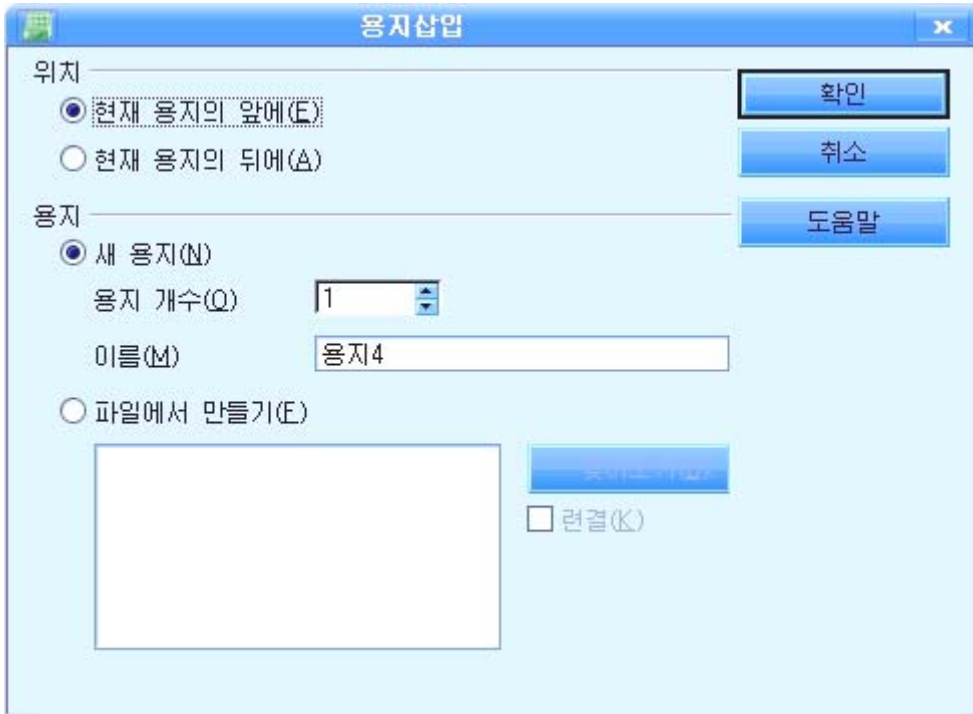 용지삽입
위치
현재 용지의 앞에(E)
현재 용지의 뒤에(A)
확인
취소
도움말
용지
새 용지(N)
용지 개수(O)
1
이름(M)
용지4
파일에서 만들기(F)
련결(K)